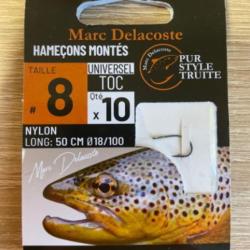 Marc Delacoste
HAMEÇONS MONTÉS
TAILLE
# 8
UNIVERSEL
TOC
Qté
x 10
PUR
STYLE
TRUITE
NYLON
LONG: 50 CM Ø18/100
Marc Delacoste